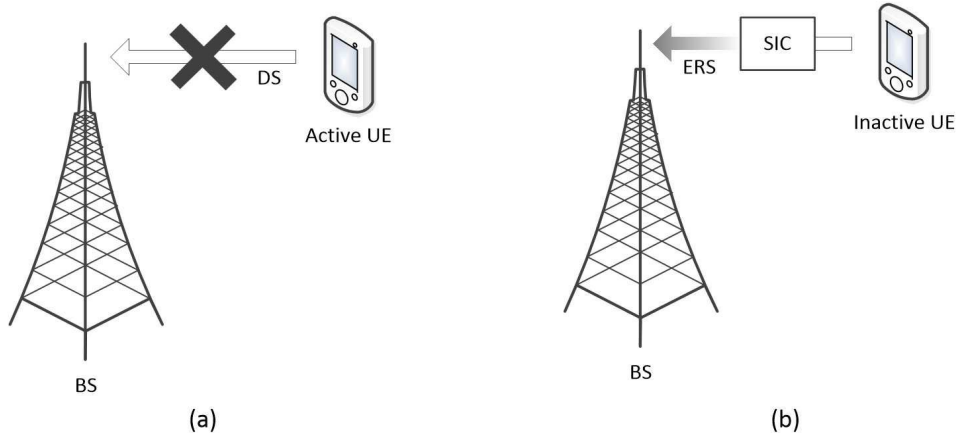 DS
Active UE
BS
(a)
SIC
ERS
Inactive UE
BS
(b)